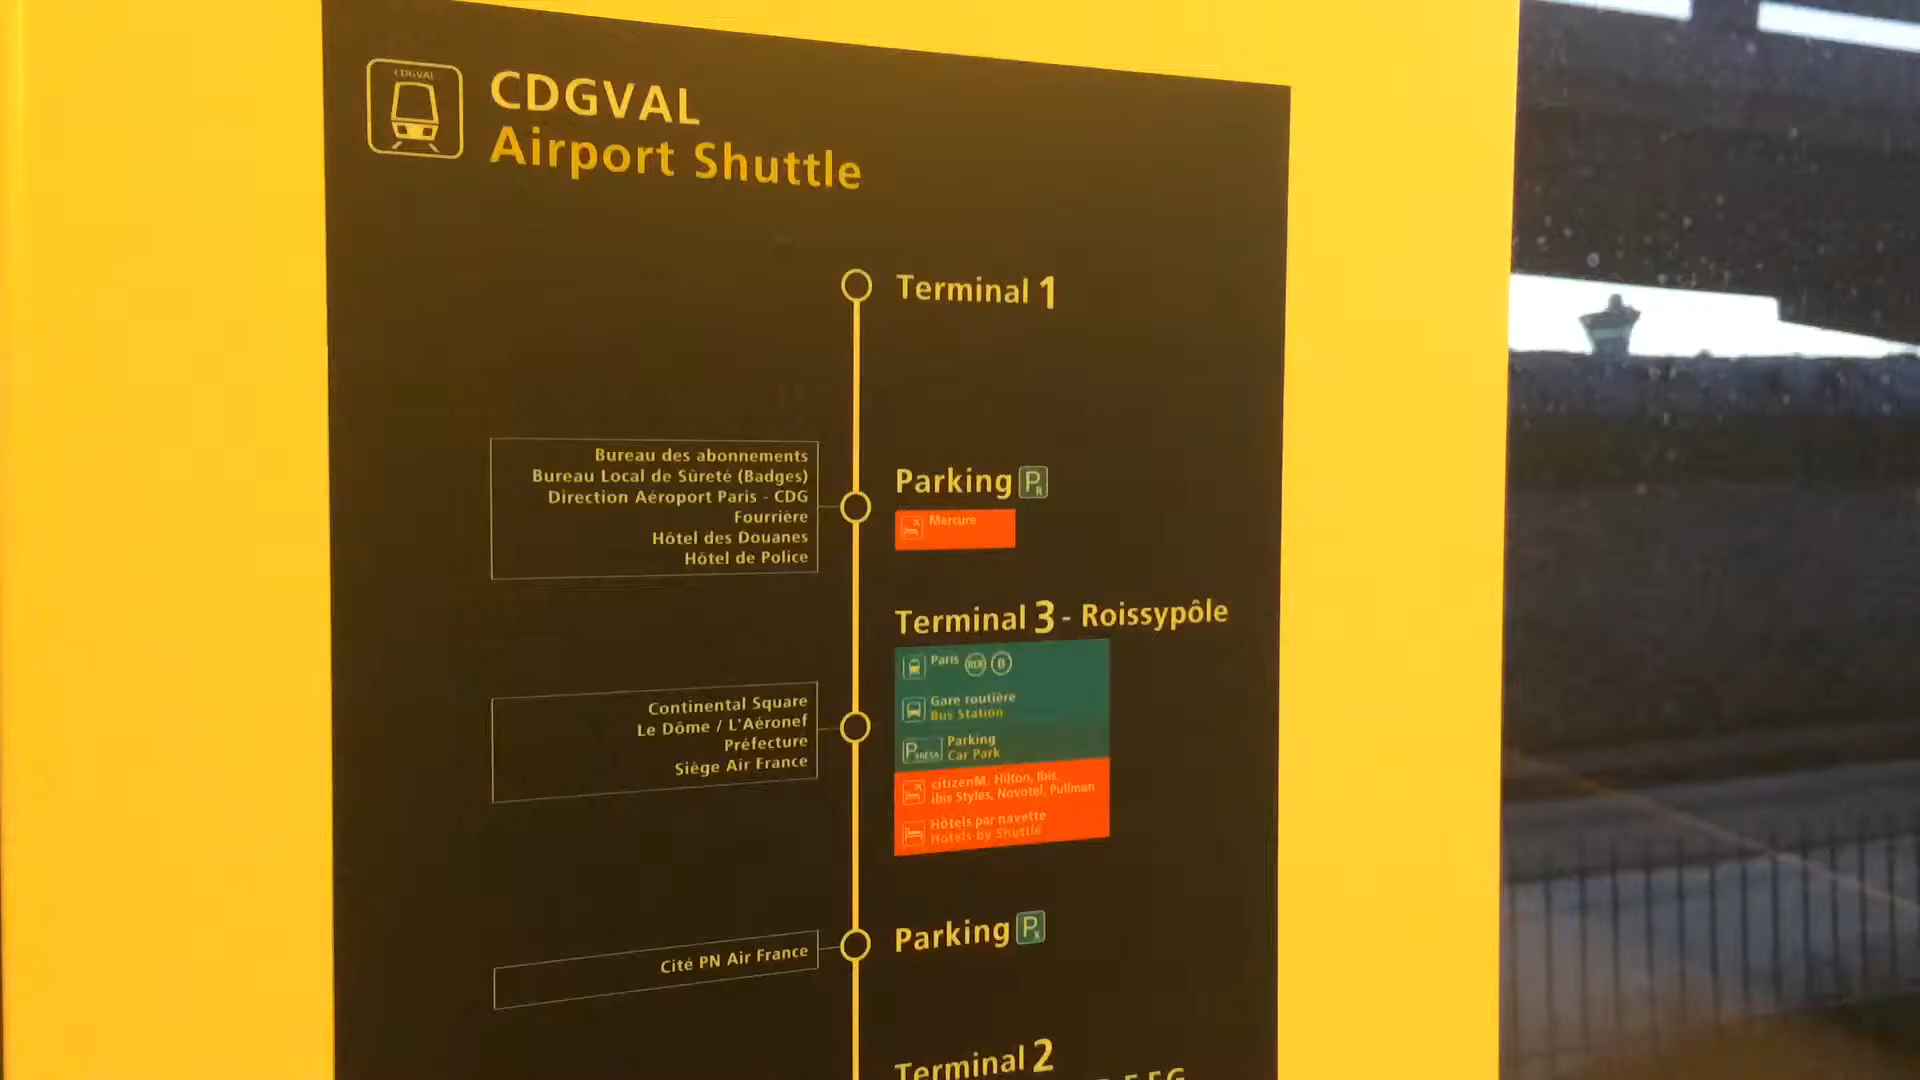 CDGVAL
CDGVAL
Airport Shuttle
Terminal 1
Bureau des abonnements
Bureau Local de Sûreté (Badges)
Direction Aéroport Paris - CDG
Fourrière
Hôtel des Douanes
Hôtel de Police
Parking PR
Mercure
Terminal 3 - Roissypôle
Paris RER B
Gare routière
Bus Station
Parking
Car Park
citizenM, Hilton, Ibis,
ibis Styles, Novotel, Pullman
Hôtels par navette
Hotels by Shuttle
Continental Square
Le Dôme / L'Aéronef
Préfecture
Siège Air France
Parking PX
Cité PN Air France
Terminal 2